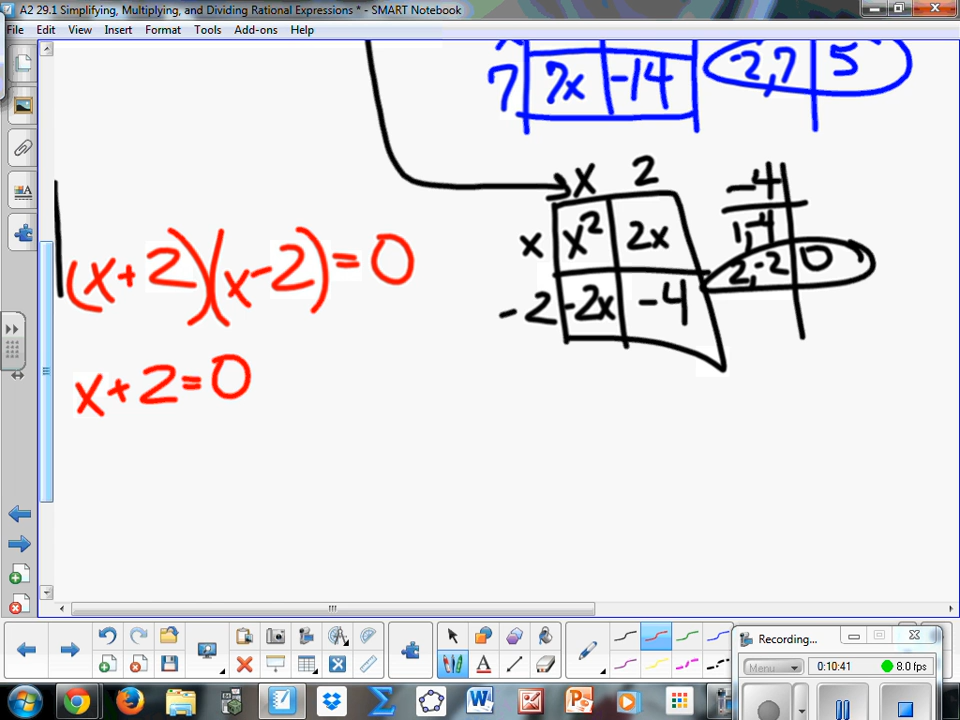 A2 29.1 Simplifying, Multiplying, and Dividing Rational Expressions * - SMART Notebook
File Edit View Insert Format Tools Add-ons Help
7 7x -14 -2,7 5
x 2 -4
x x² 2x 1,-4
-2 -2x -4 2,-2 0
(x+2)(x-2)=0
x+2=0
Recording...
Menu 0:10:41 8.0 fps